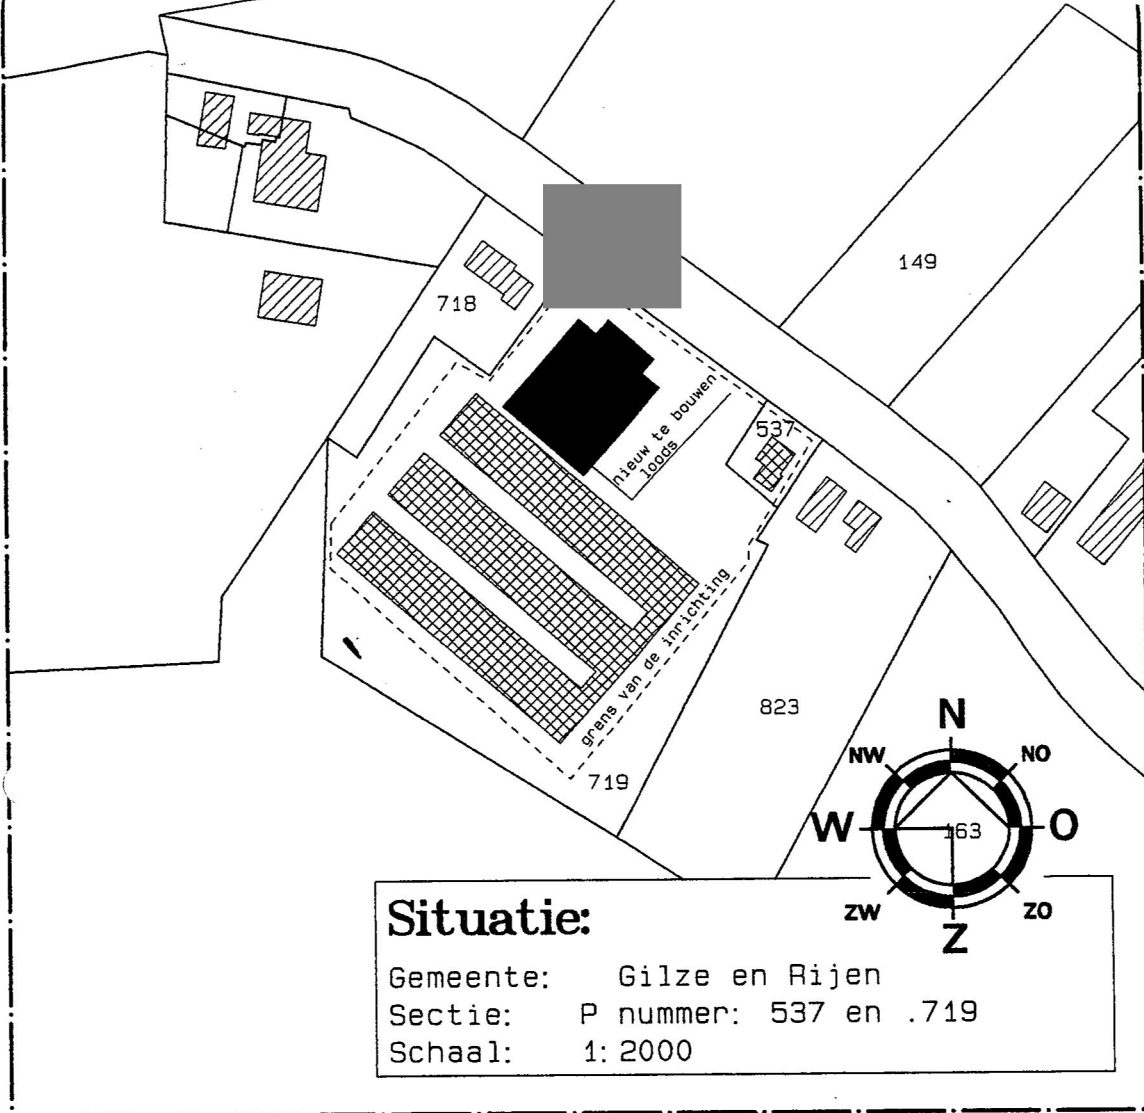 149
718
537
nieuw te bouwen
loods
grens van de inrichting
823
719
N
NW
NO
W
163
O
ZW
ZO
Z
Situatie:
Gemeente: Gilze en Rijen
Sectie: P nummer: 537 en .719
Schaal: 1: 2000